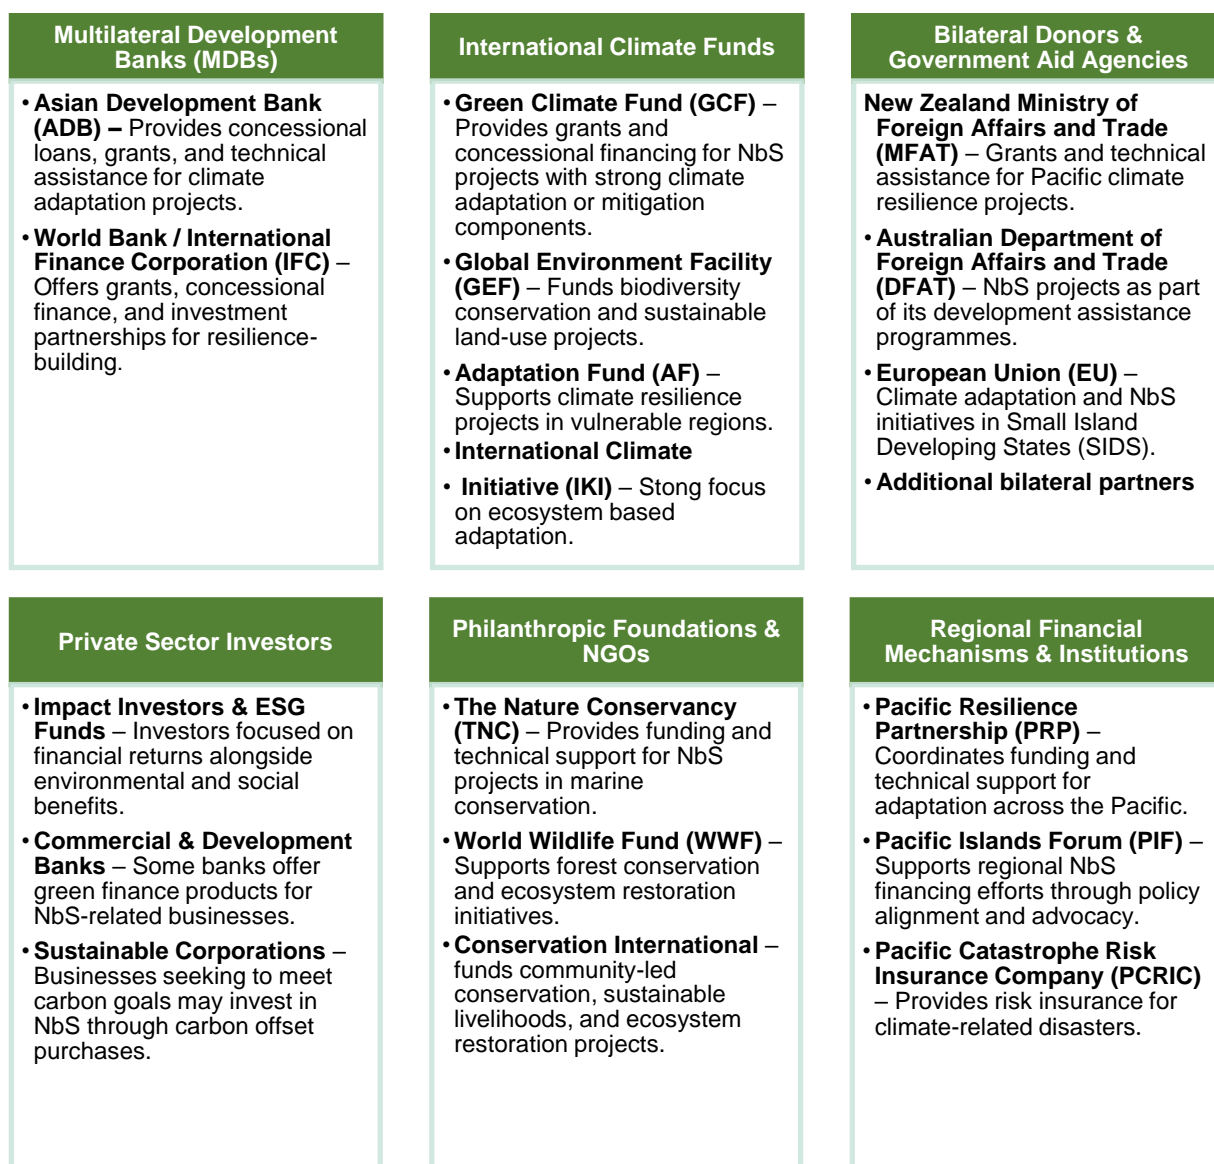 Multilateral Development
Banks (MDBs)
• Asian Development Bank
(ADB) – Provides concessional
loans, grants, and technical
assistance for climate
adaptation projects.
• World Bank / International
Finance Corporation (IFC) –
Offers grants, concessional
finance, and investment
partnerships for resilience-
building.
International Climate Funds
• Green Climate Fund (GCF) –
Provides grants and
concessional financing for NbS
projects with strong climate
adaptation or mitigation
components.
• Global Environment Facility
(GEF) – Funds biodiversity
conservation and sustainable
land-use projects.
• Adaptation Fund (AF) –
Supports climate resilience
projects in vulnerable regions.
• International Climate
• Initiative (IKI) – Stong focus
on ecosystem based
adaptation.
Bilateral Donors &
Government Aid Agencies
New Zealand Ministry of
Foreign Affairs and Trade
(MFAT) – Grants and technical
assistance for Pacific climate
resilience projects.
• Australian Department of
Foreign Affairs and Trade
(DFAT) – NbS projects as part
of its development assistance
programmes.
• European Union (EU) –
Climate adaptation and NbS
initiatives in Small Island
Developing States (SIDS).
• Additional bilateral partners
Private Sector Investors
• Impact Investors & ESG
Funds – Investors focused on
financial returns alongside
environmental and social
benefits.
• Commercial & Development
Banks – Some banks offer
green finance products for
NbS-related businesses.
• Sustainable Corporations –
Businesses seeking to meet
carbon goals may invest in
NbS through carbon offset
purchases.
Philanthropic Foundations &
NGOs
• The Nature Conservancy
(TNC) – Provides funding and
technical support for NbS
projects in marine
conservation.
• World Wildlife Fund (WWF) –
Supports forest conservation
and ecosystem restoration
initiatives.
• Conservation International –
funds community-led
conservation, sustainable
livelihoods, and ecosystem
restoration projects.
Regional Financial
Mechanisms & Institutions
• Pacific Resilience
Partnership (PRP) –
Coordinates funding and
technical support for
adaptation across the Pacific.
• Pacific Islands Forum (PIF) –
Supports regional NbS
financing efforts through policy
alignment and advocacy.
• Pacific Catastrophe Risk
Insurance Company (PCRIC)
– Provides risk insurance for
climate-related disasters.